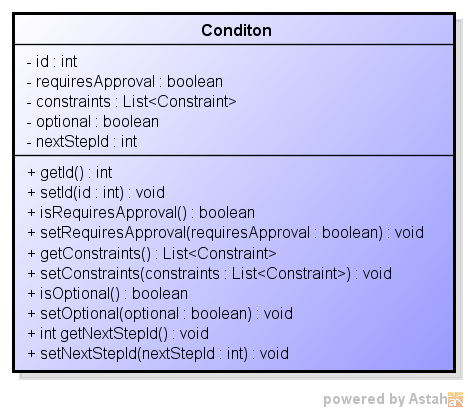 Conditon
- id : int
- requiresApproval : boolean
- constraints : List<Constraint>
- optional : boolean
- nextStepId : int
+ getId() : int
+ setId(id : int) : void
+ isRequiresApproval() : boolean
+ setRequiresApproval(requiresApproval : boolean) : void
+ getConstraints() : List<Constraint>
+ setConstraints(constraints : List<Constraint>) : void
+ isOptional() : boolean
+ setOptional(optional : boolean) : void
+ int getNextStepId() : void
+ setNextStepId(nextStepId : int) : void
powered by Astah